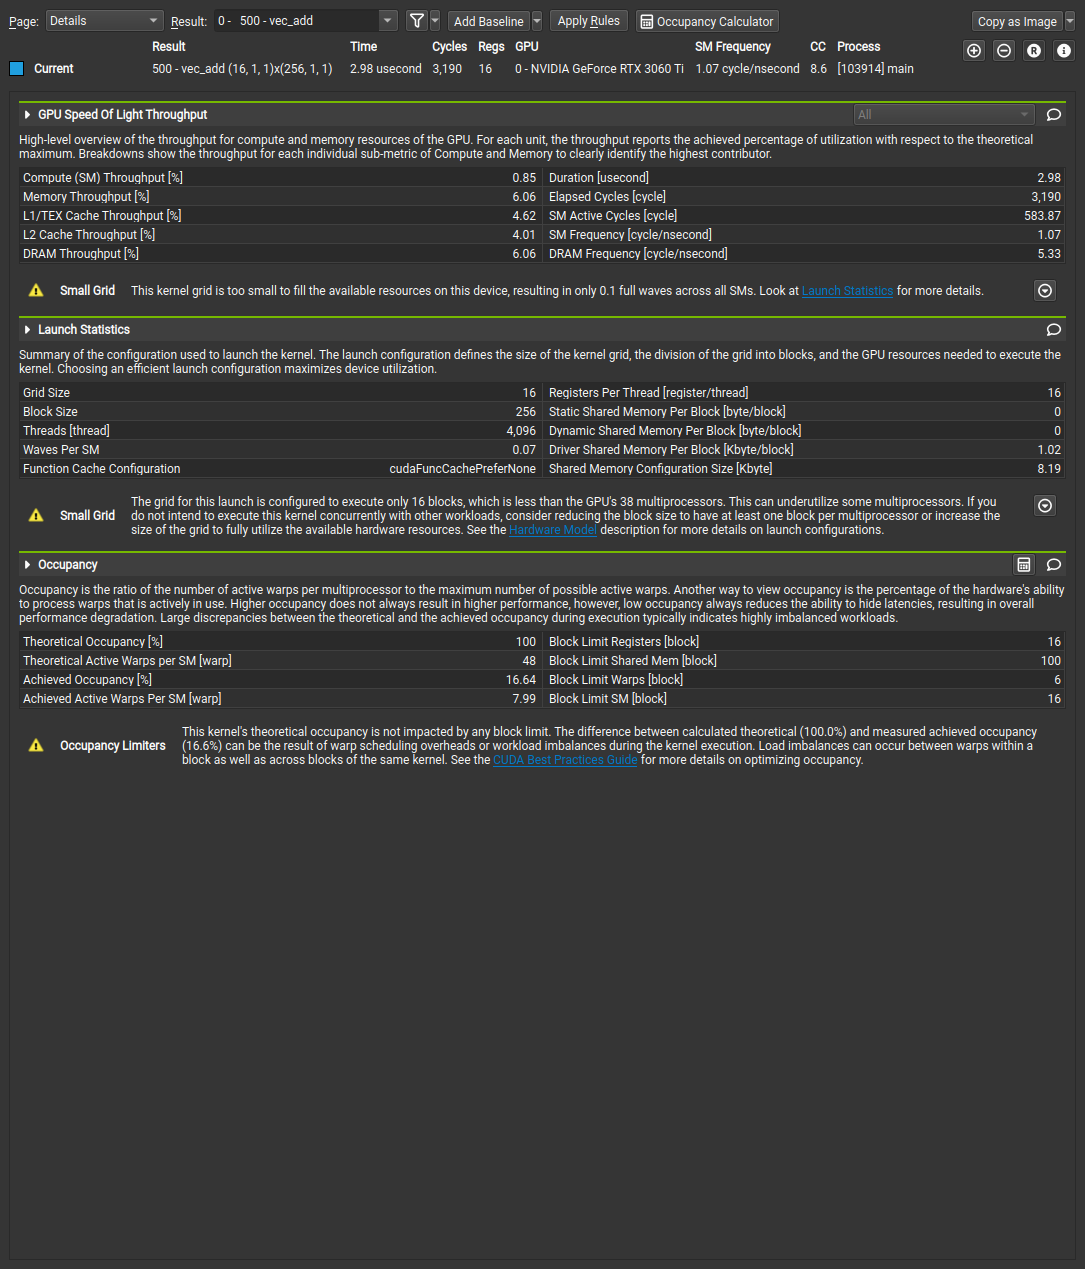 Page: Details Result: 0 - 500 - vec_add Add Baseline Apply Rules Occupancy Calculator Copy as Image
Result Time Cycles Regs GPU SM Frequency CC Process
Current 500 - vec_add (16, 1, 1)x(256, 1, 1) 2.98 usecond 3,190 16 0 - NVIDIA GeForce RTX 3060 Ti 1.07 cycle/nsecond 8.6 [103914] main
GPU Speed Of Light Throughput All
High-level overview of the throughput for compute and memory resources of the GPU. For each unit, the throughput reports the achieved percentage of utilization with respect to the theoretical
maximum. Breakdowns show the throughput for each individual sub-metric of Compute and Memory to clearly identify the highest contributor.
Compute (SM) Throughput [%] 0.85 Duration [usecond] 2.98
Memory Throughput [%] 6.06 Elapsed Cycles [cycle] 3,190
L1/TEX Cache Throughput [%] 4.62 SM Active Cycles [cycle] 583.87
L2 Cache Throughput [%] 4.01 SM Frequency [cycle/nsecond] 1.07
DRAM Throughput [%] 6.06 DRAM Frequency [cycle/nsecond] 5.33
Small Grid This kernel grid is too small to fill the available resources on this device, resulting in only 0.1 full waves across all SMs. Look at Launch Statistics for more details.
Launch Statistics
Summary of the configuration used to launch the kernel. The launch configuration defines the size of the kernel grid, the division of the grid into blocks, and the GPU resources needed to execute the
kernel. Choosing an efficient launch configuration maximizes device utilization.
Grid Size 16 Registers Per Thread [register/thread] 16
Block Size 256 Static Shared Memory Per Block [byte/block] 0
Threads [thread] 4,096 Dynamic Shared Memory Per Block [byte/block] 0
Waves Per SM 0.07 Driver Shared Memory Per Block [Kbyte/block] 1.02
Function Cache Configuration cudaFuncCachePreferNone Shared Memory Configuration Size [Kbyte] 8.19
The grid for this launch is configured to execute only 16 blocks, which is less than the GPU's 38 multiprocessors. This can underutilize some multiprocessors. If you
Small Grid do not intend to execute this kernel concurrently with other workloads, consider reducing the block size to have at least one block per multiprocessor or increase the
size of the grid to fully utilize the available hardware resources. See the Hardware Model description for more details on launch configurations.
Occupancy
Occupancy is the ratio of the number of active warps per multiprocessor to the maximum number of possible active warps. Another way to view occupancy is the percentage of the hardware's ability
to process warps that is actively in use. Higher occupancy does not always result in higher performance, however, low occupancy always reduces the ability to hide latencies, resulting in overall
performance degradation. Large discrepancies between the theoretical and the achieved occupancy during execution typically indicates highly imbalanced workloads.
Theoretical Occupancy [%] 100 Block Limit Registers [block] 16
Theoretical Active Warps per SM [warp] 48 Block Limit Shared Mem [block] 100
Achieved Occupancy [%] 16.64 Block Limit Warps [block] 6
Achieved Active Warps Per SM [warp] 7.99 Block Limit SM [block] 16
This kernel's theoretical occupancy is not impacted by any block limit. The difference between calculated theoretical (100.0%) and measured achieved occupancy
Occupancy Limiters (16.6%) can be the result of warp scheduling overheads or workload imbalances during the kernel execution. Load imbalances can occur between warps within a
block as well as across blocks of the same kernel. See the CUDA Best Practices Guide for more details on optimizing occupancy.